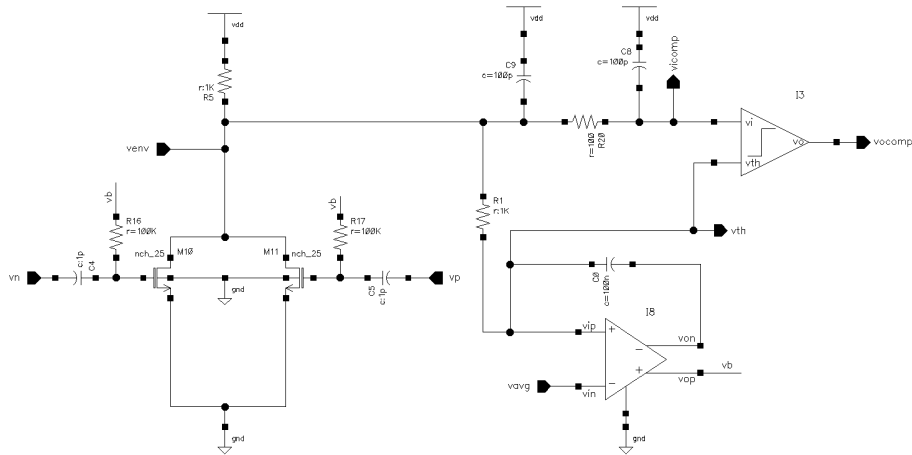 vdd
vdd
vdd
r:1K
R5
C9
c=100p
C8
c=100p
vicomp
I3
vi
vo
vocomp
vth
r=100
R20
venv
vb
R16
r=100K
vb
R17
r=100K
R1
r:1K
vth
nch_25
M10
M11
nch_25
vn
c:1p
C4
gnd
C5
c:1p
vp
C0
c=100n
I8
vip
+
−
von
+
vop
vb
vavg
vin
−
gnd
gnd